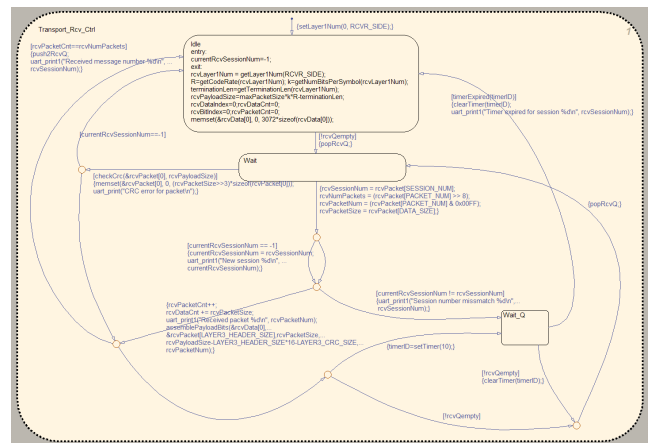 Transport_Rcv_Ctrl
1
{setLayer1Num(0, RCVR_SIDE);}
[rcvPacketCnt==rcvNumPackets]
{push2RcvQ;
uart_print1("Received message number %d\n", ...
rcvSessionNum);}
Idle
entry:
currentRcvSessionNum=-1;
exit:
rcvLayer1Num = getLayer1Num(RCVR_SIDE);
R=getCodeRate(rcvLayer1Num); k=getNumBitsPerSymbol(rcvLayer1Num);
terminationLen=getTerminationLen(rcvLayer1Num);
rcvPayloadSize=maxPacketSize*k*R-terminationLen;
rcvDataIndex=0;rcvDataCnt=0;
rcvBitIndex=0;rcvPacketCnt=0;
memset(&rcvData[0], 0, 3072*sizeof(rcvData[0]));
[timerExpired(timerID)]
{clearTimer(timerID);
uart_print1("Timer expired for session %d\n", rcvSessionNum);}
[currentRcvSessionNum==-1]
[!rcvQempty]
{popRcvQ;}
Wait
[checkCrc(&rcvPacket[0], rcvPayloadSize)]
{memset(&rcvPacket[0], 0, (rcvPacketSize>>3)*sizeof(rcvPacket[0]));
uart_print("CRC error for packet\n");}
{rcvSessionNum = rcvPacket[SESSION_NUM];
rcvNumPackets = (rcvPacket[PACKET_NUM] >> 8);
rcvPacketNum = (rcvPacket[PACKET_NUM] & 0x00FF);
rcvPacketSize = rcvPacket[DATA_SIZE];}
{popRcvQ;}
[currentRcvSessionNum == -1]
{currentRcvSessionNum = rcvSessionNum;
uart_print1("New session %d\n", ...
currentRcvSessionNum);}
[currentRcvSessionNum != rcvSessionNum]
{uart_print1("Session number missmatch %d\n", ...
rcvSessionNum);}
{rcvPacketCnt++;
rcvDataCnt += rcvPacketSize;
uart_print1("Received packet %d\n", rcvPacketNum);
assemblePayloadBits(&rcvData[0],...
&rcvPacket[LAYER3_HEADER_SIZE],rcvPacketSize,
rcvPayloadSize-LAYER3_HEADER_SIZE*16-LAYER3_CRC_SIZE,...
rcvPacketNum);}
Wait_Q
{timerID=setTimer(10);}
[!rcvQempty]
{clearTimer(timerID);}
[!rcvQempty]